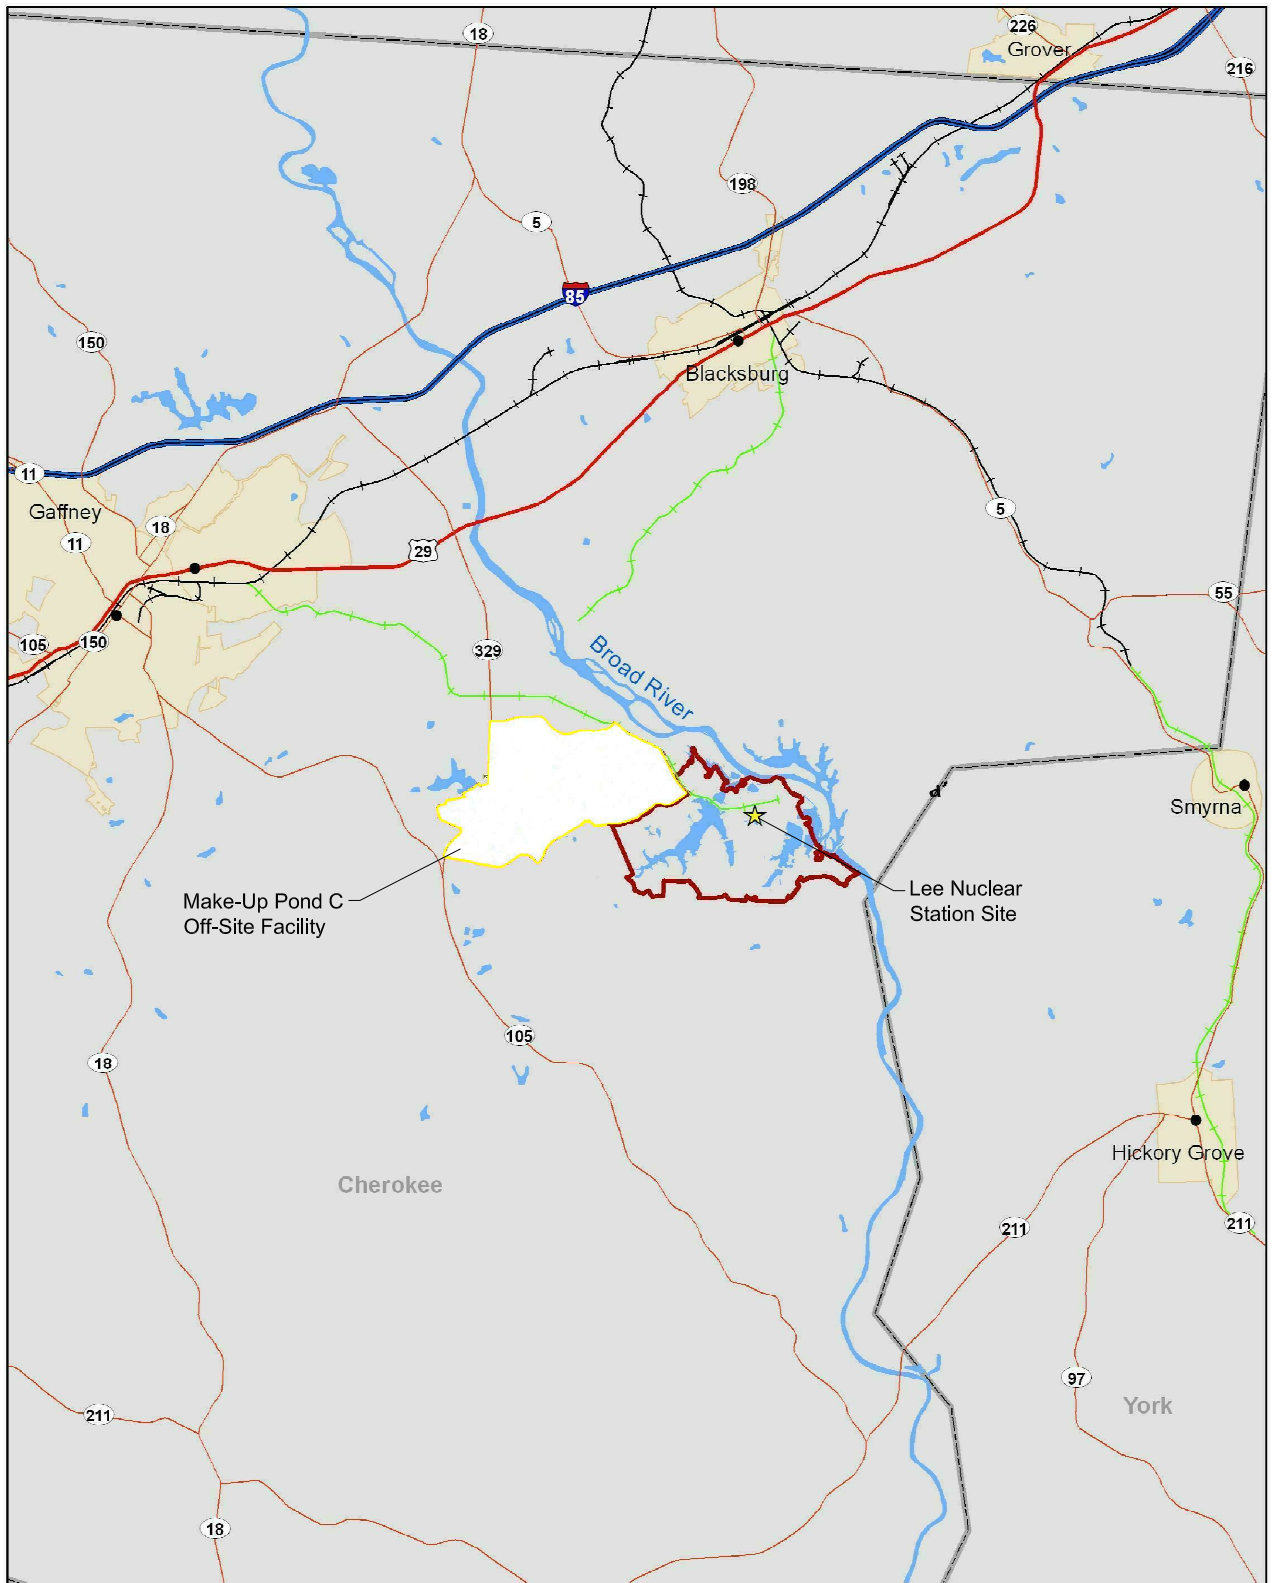 18
226
Grover
216
198
5
85
150
Blacksburg
11
Gaffney
18
11
29
5
55
105
150
329
Broad River
Smyrna
Make-Up Pond C
Off-Site Facility
Lee Nuclear
Station Site
105
18
Hickory Grove
Cherokee
211
211
97
York
211
18